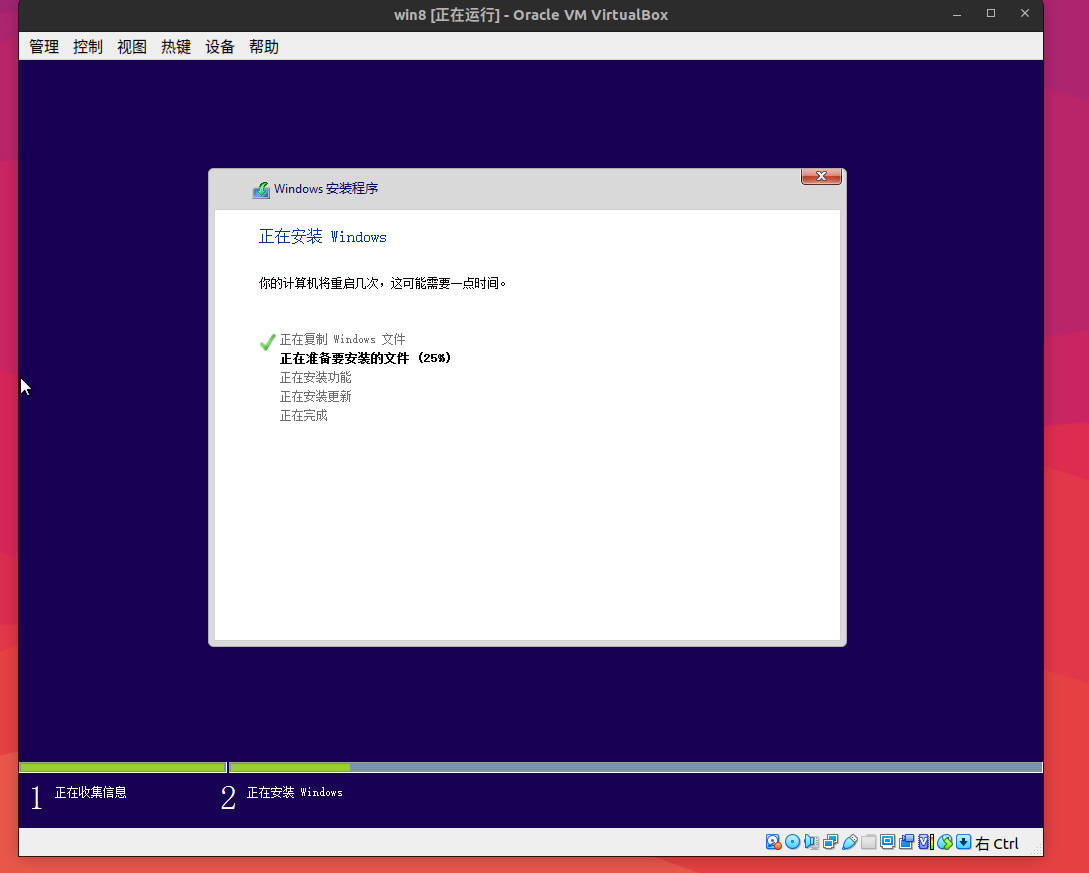 win8 [正在运行] - Oracle VM VirtualBox
管理 控制 视图 热键 设备 帮助
Windows 安装程序
正在安装 Windows
你的计算机将重启几次，这可能需要一点时间。
正在复制 Windows 文件
正在准备要安装的文件 (25%)
正在安装功能
正在安装更新
正在完成
1 正在收集信息 2 正在安装 Windows
右 Ctrl